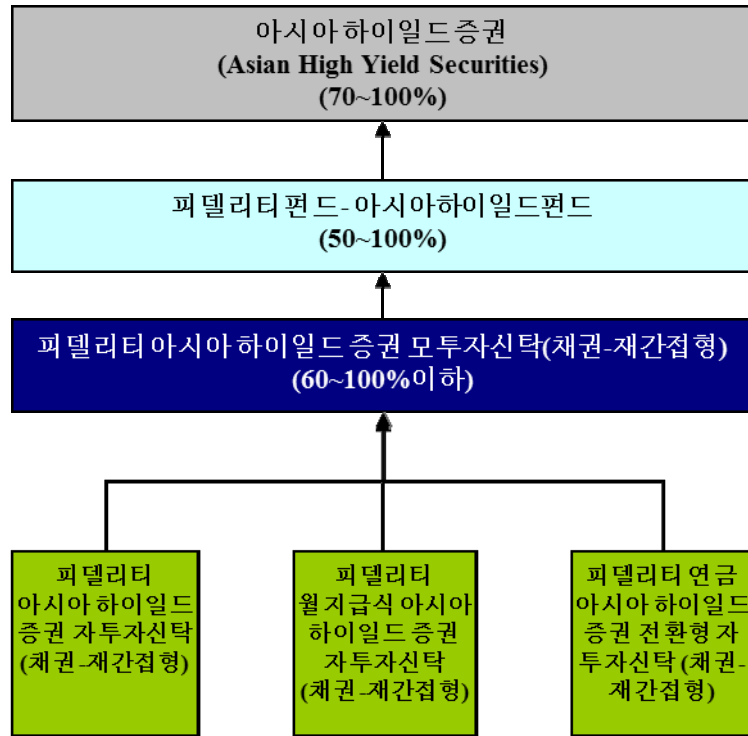 아시아하이일드증권
(Asian High Yield Securities)
(70~100%)
피델리티펀드-아시아하이일드펀드
(50~100%)
피델리티 아시아 하이일드 증권 모투자신탁(채권-재간접형)
(60~100%이하)
피델리티
아시아 하이일드
증권 자투자신탁
(채권-재간접형)
피델리티
월지급식 아시아
하이일드 증권
자투자신탁
(채권-재간접형)
피델리티 연금
아시아 하이일드
증권 전환형 자
투자신탁 (채권-
재간접형)